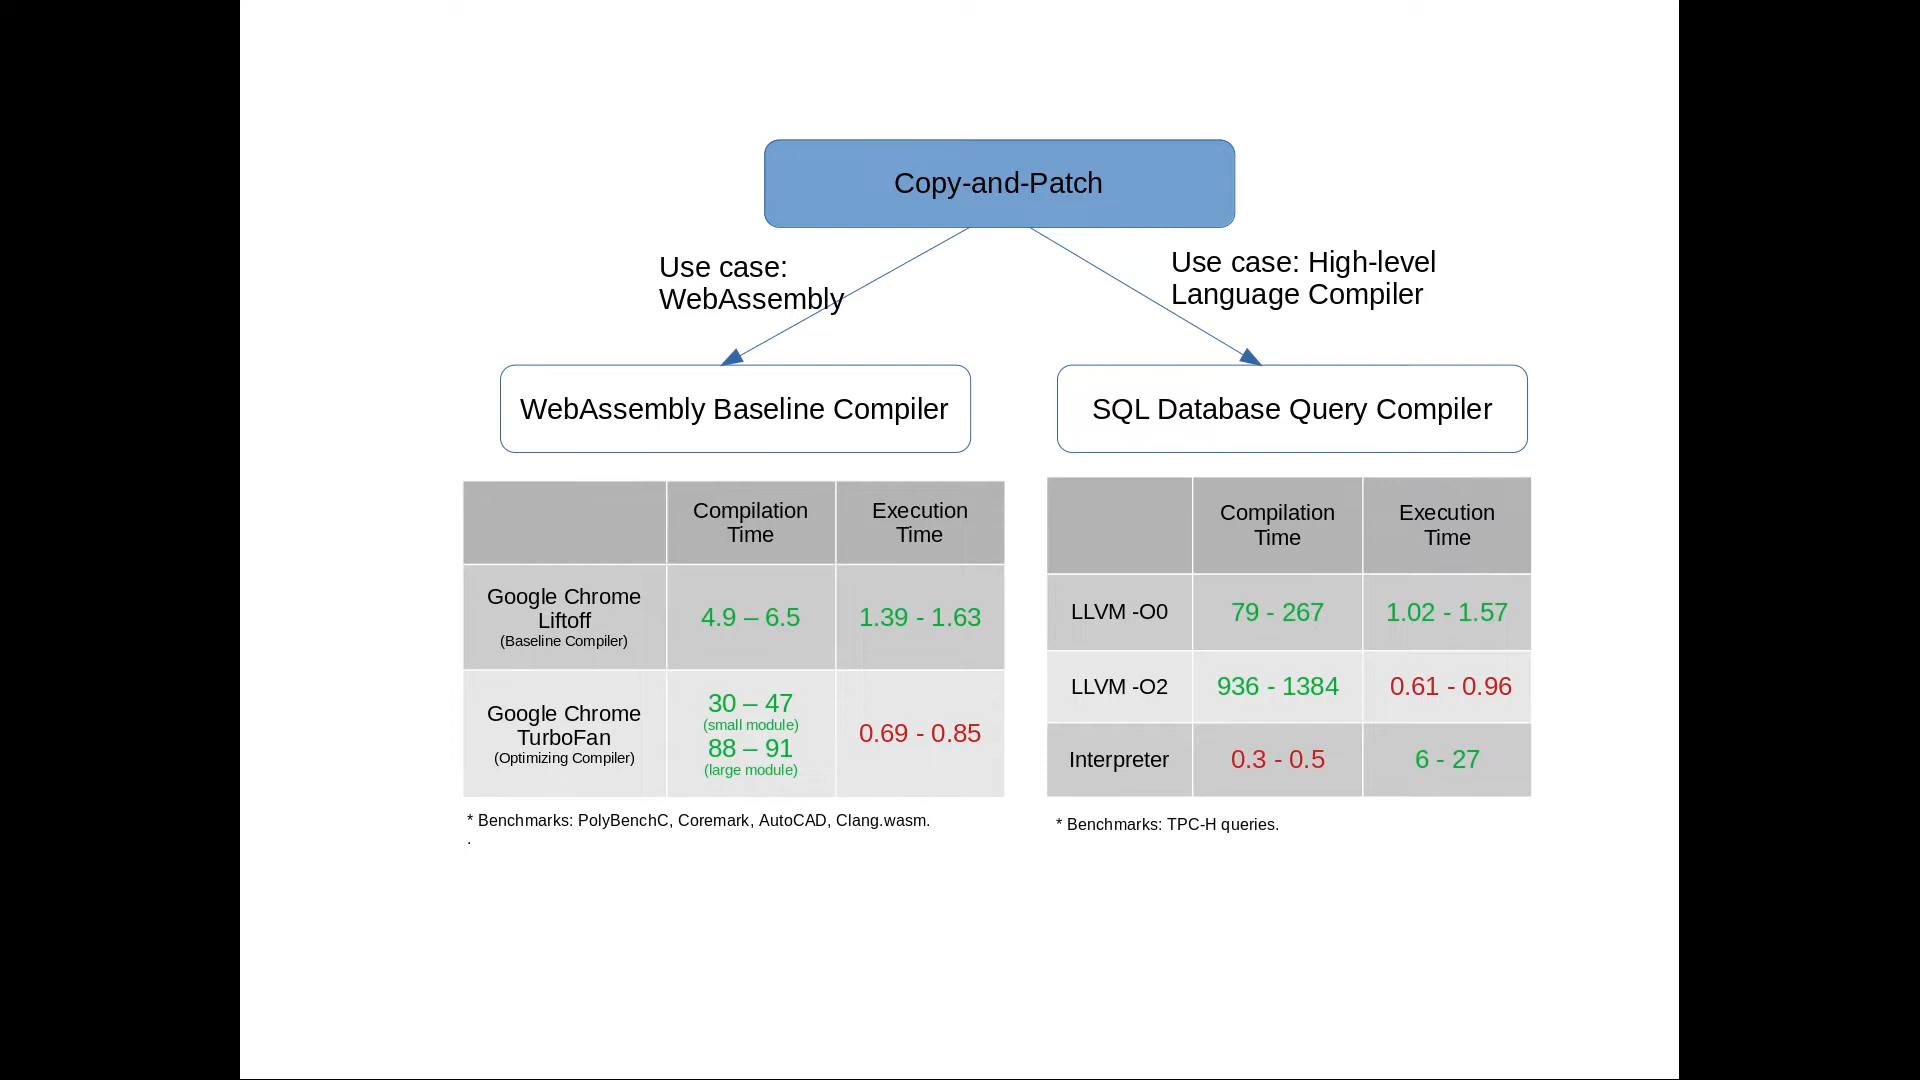 Copy-and-Patch
Use case:
WebAssembly
Use case: High-level
Language Compiler
WebAssembly Baseline Compiler
SQL Database Query Compiler
Compilation
Time
Execution
Time
Google Chrome
Liftoff
(Baseline Compiler)
4.9 – 6.5
1.39 - 1.63
Google Chrome
TurboFan
(Optimizing Compiler)
30 – 47
(small module)
88 – 91
(large module)
0.69 - 0.85
* Benchmarks: PolyBenchC, Coremark, AutoCAD, Clang.wasm.
.
Compilation
Time
Execution
Time
LLVM -O0
79 - 267
1.02 - 1.57
LLVM -O2
936 - 1384
0.61 - 0.96
Interpreter
0.3 - 0.5
6 - 27
* Benchmarks: TPC-H queries.